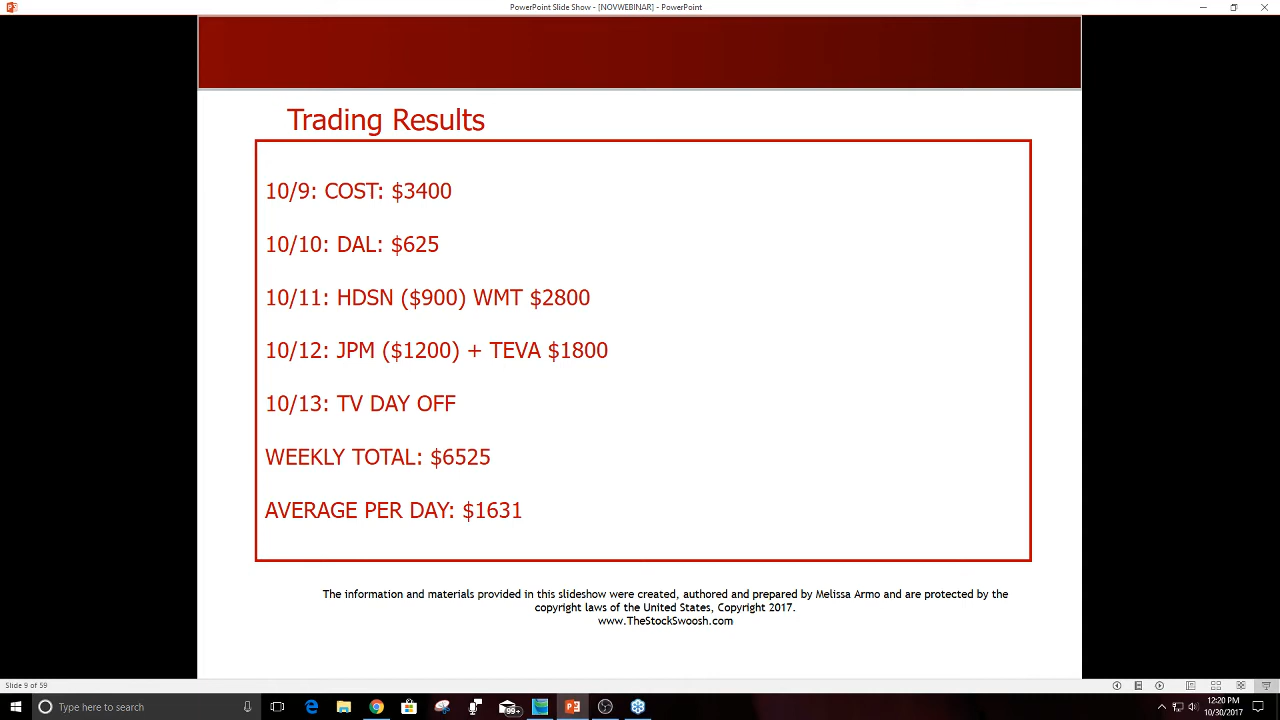 PowerPoint Slide Show - [NOVWEBINAR] - PowerPoint
Trading Results
10/9: COST: $3400
10/10: DAL: $625
10/11: HDSN ($900) WMT $2800
10/12: JPM ($1200) + TEVA $1800
10/13: TV DAY OFF
WEEKLY TOTAL: $6525
AVERAGE PER DAY: $1631
The information and materials provided in this slideshow were created, authored and prepared by Melissa Armo and are protected by the
copyright laws of the United States, Copyright 2017.
www.TheStockSwoosh.com
Slide 9 of 59
Type here to search
99+
12:20 PM
10/30/2017